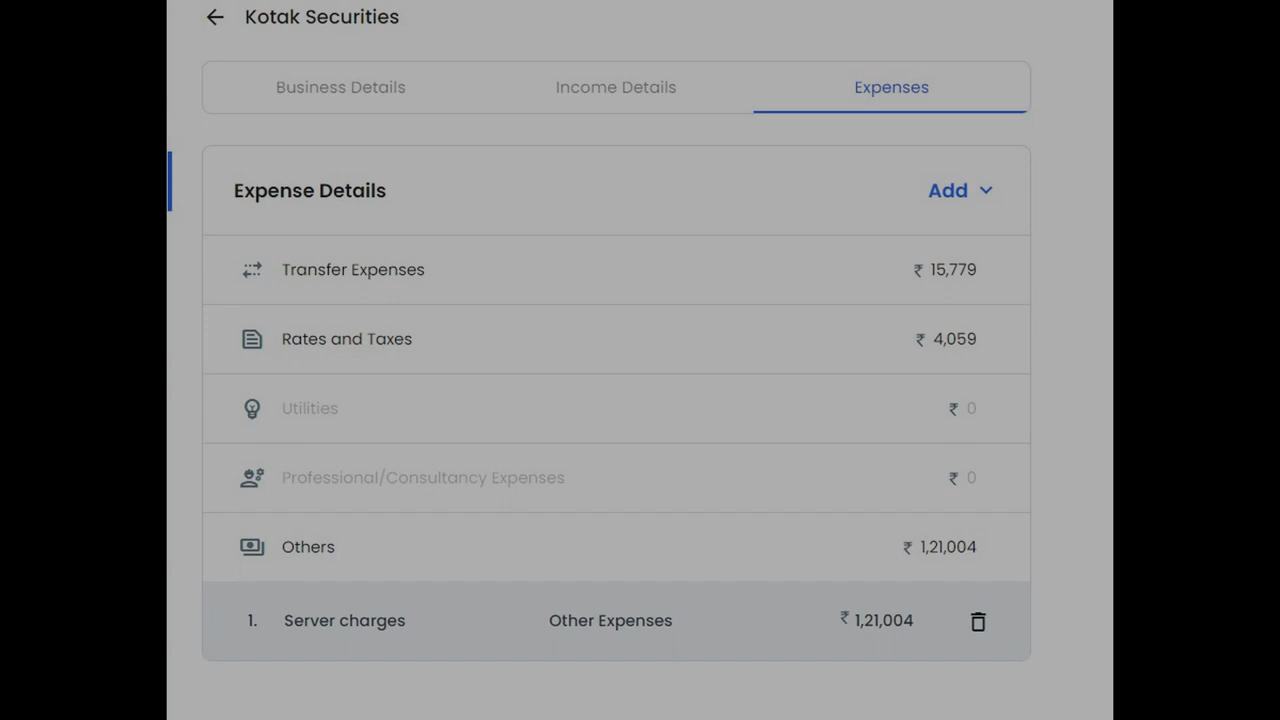 Kotak Securities
Business Details Income Details Expenses
Expense Details Add
Transfer Expenses ₹ 15,779
Rates and Taxes ₹ 4,059
Utilities ₹ 0
Professional/Consultancy Expenses ₹ 0
Others ₹ 1,21,004
1. Server charges Other Expenses ₹ 1,21,004